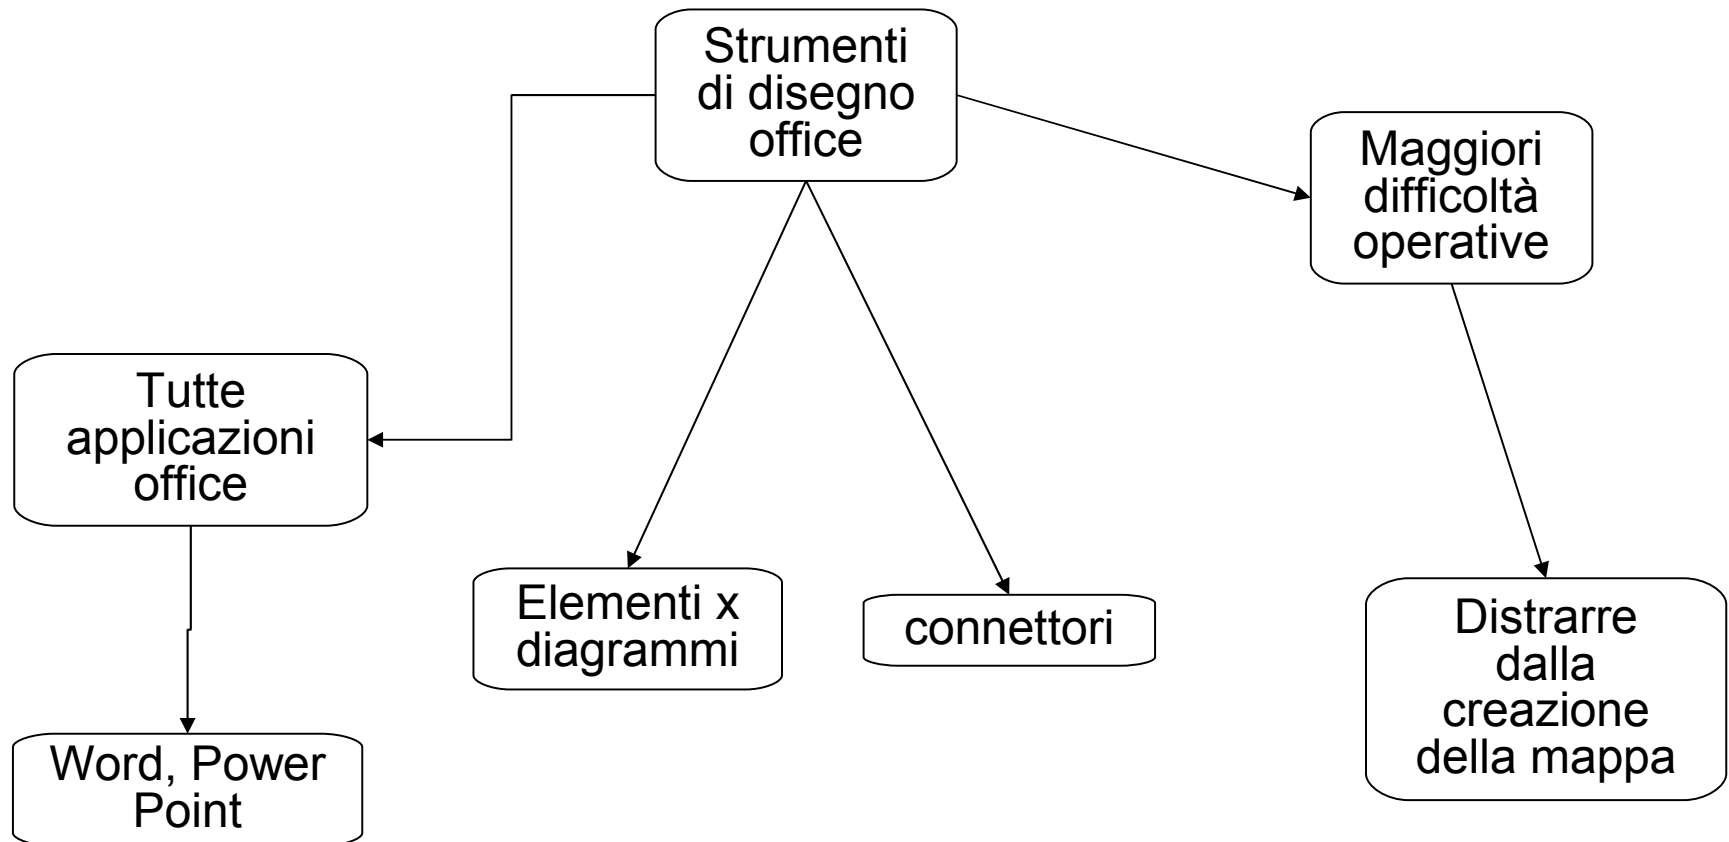 Strumenti
di disegno
office
Maggiori
difficoltà
operative
Tutte
applicazioni
office
Elementi x
diagrammi
connettori
Distrarre
dalla
creazione
della mappa
Word, Power
Point